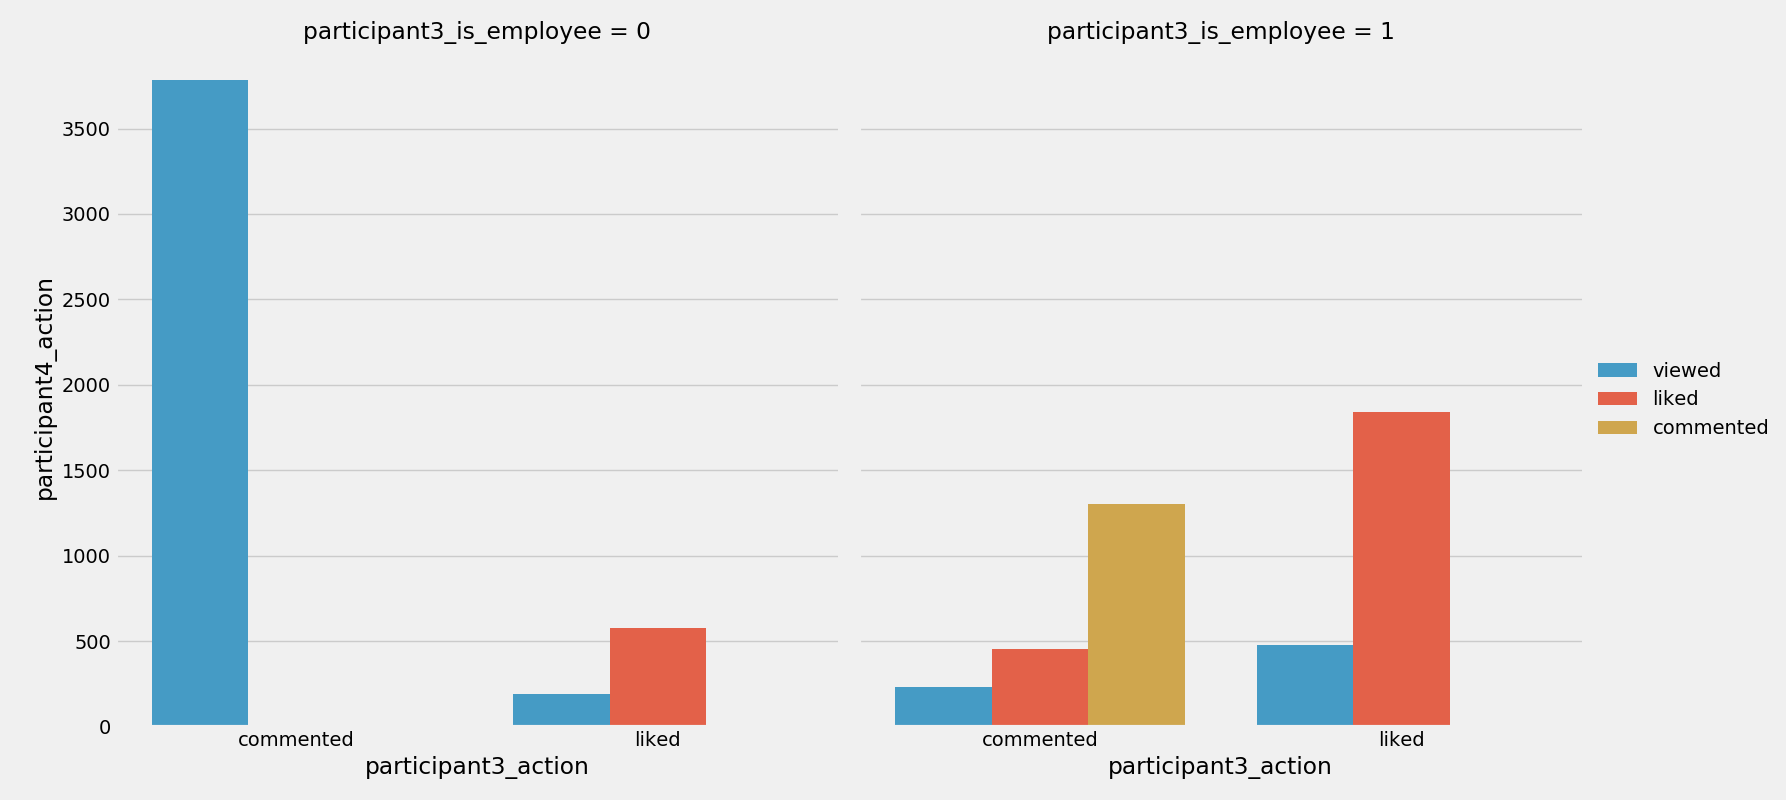 participant3_is_employee = 0
participant3_is_employee = 1
participant4_action
3500
3000
2500
2000
1500
1000
500
0
commented
liked
commented
liked
participant3_action
participant3_action
viewed
liked
commented